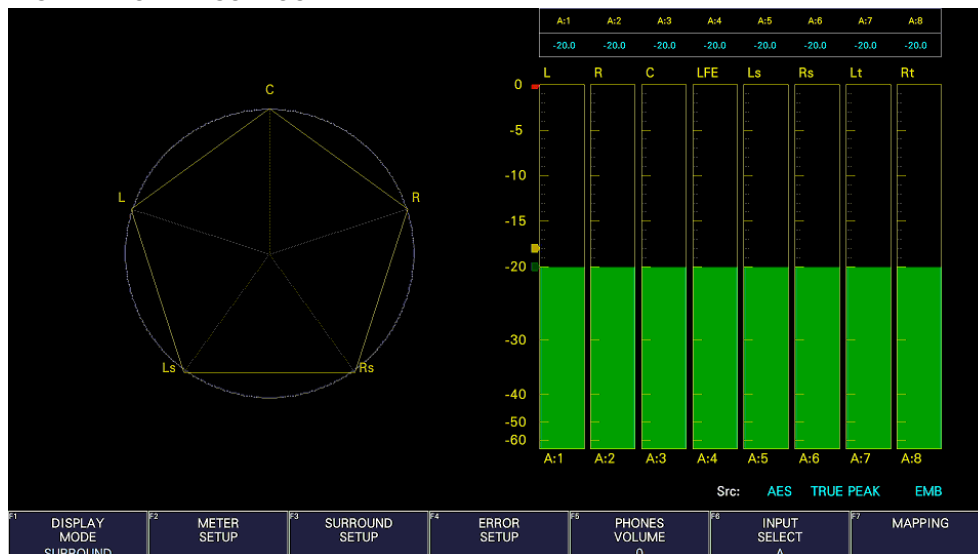 A:1 A:2 A:3 A:4 A:5 A:6 A:7 A:8
-20.0 -20.0 -20.0 -20.0 -20.0 -20.0 -20.0 -20.0
L R C LFE Ls Rs Lt Rt
C
L
R
Ls
Rs
0
-5
-10
-15
-20
-30
-40
-50
-60
A:1 A:2 A:3 A:4 A:5 A:6 A:7 A:8
Src: AES TRUE PEAK EMB
F1 DISPLAY
MODE
SURROUND
F2 METER
SETUP
F3 SURROUND
SETUP
F4 ERROR
SETUP
F5 PHONES
VOLUME
0
F6 INPUT
SELECT
A
F7 MAPPING